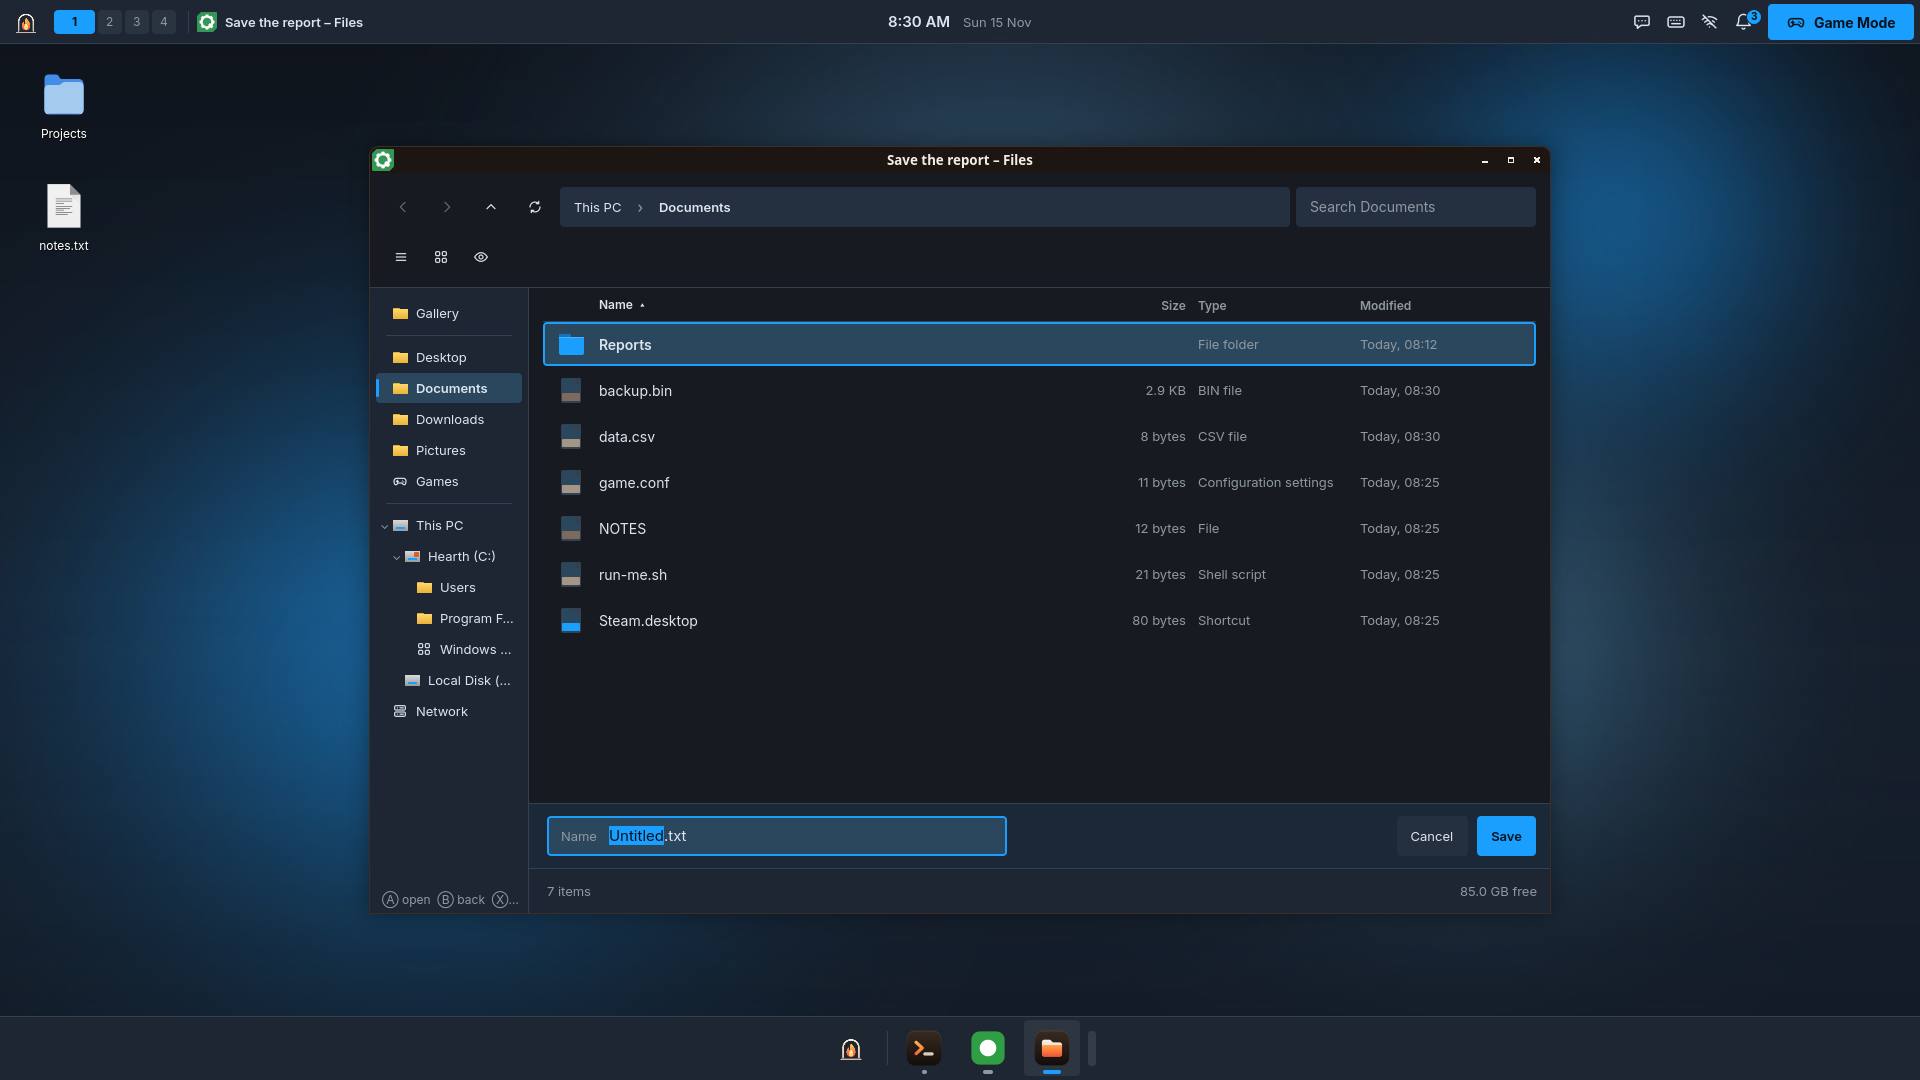 1 2 3 4 Save the report – Files 8:30 AM Sun 15 Nov 3 Game Mode
Projects
notes.txt
Save the report – Files
This PC › Documents Search Documents
Gallery
Desktop
Documents
Downloads
Pictures
Games
This PC
Hearth (C:)
Users
Program F...
Windows ...
Local Disk (...
Network
A open B back X...
Name Size Type Modified
Reports File folder Today, 08:12
backup.bin 2.9 KB BIN file Today, 08:30
data.csv 8 bytes CSV file Today, 08:30
game.conf 11 bytes Configuration settings Today, 08:25
NOTES 12 bytes File Today, 08:25
run-me.sh 21 bytes Shell script Today, 08:25
Steam.desktop 80 bytes Shortcut Today, 08:25
Name Untitled.txt Cancel Save
7 items 85.0 GB free